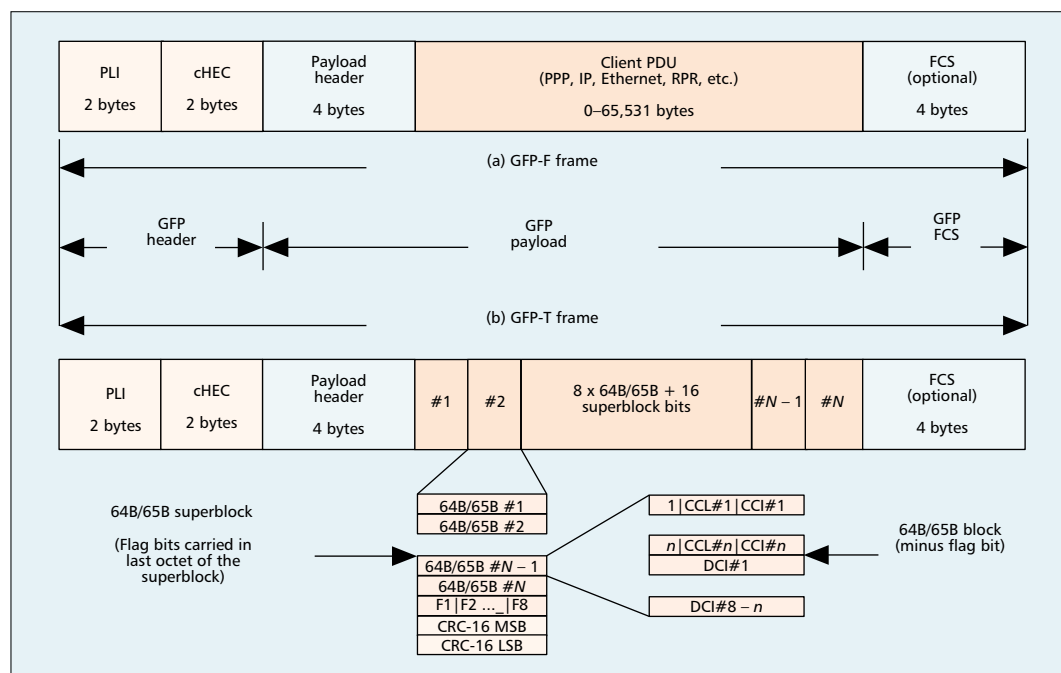 PLI
2 bytes
cHEC
2 bytes
Payload
header
4 bytes
Client PDU
(PPP, IP, Ethernet, RPR, etc.)
0–65,531 bytes
FCS
(optional)
4 bytes
(a) GFP-F frame
GFP
header
GFP
payload
GFP
FCS
(b) GFP-T frame
PLI
2 bytes
cHEC
2 bytes
Payload
header
4 bytes
#1
#2
8 x 64B/65B + 16
superblock bits
#N – 1
#N
FCS
(optional)
4 bytes
64B/65B superblock
(Flag bits carried in
last octet of the
superblock)
64B/65B #1
64B/65B #2
64B/65B #N – 1
64B/65B #N
F1|F2 ..._|F8
CRC-16 MSB
CRC-16 LSB
1|CCL#1|CCI#1
n|CCL#n|CCI#n
DCI#1
DCI#8 – n
64B/65B block
(minus flag bit)